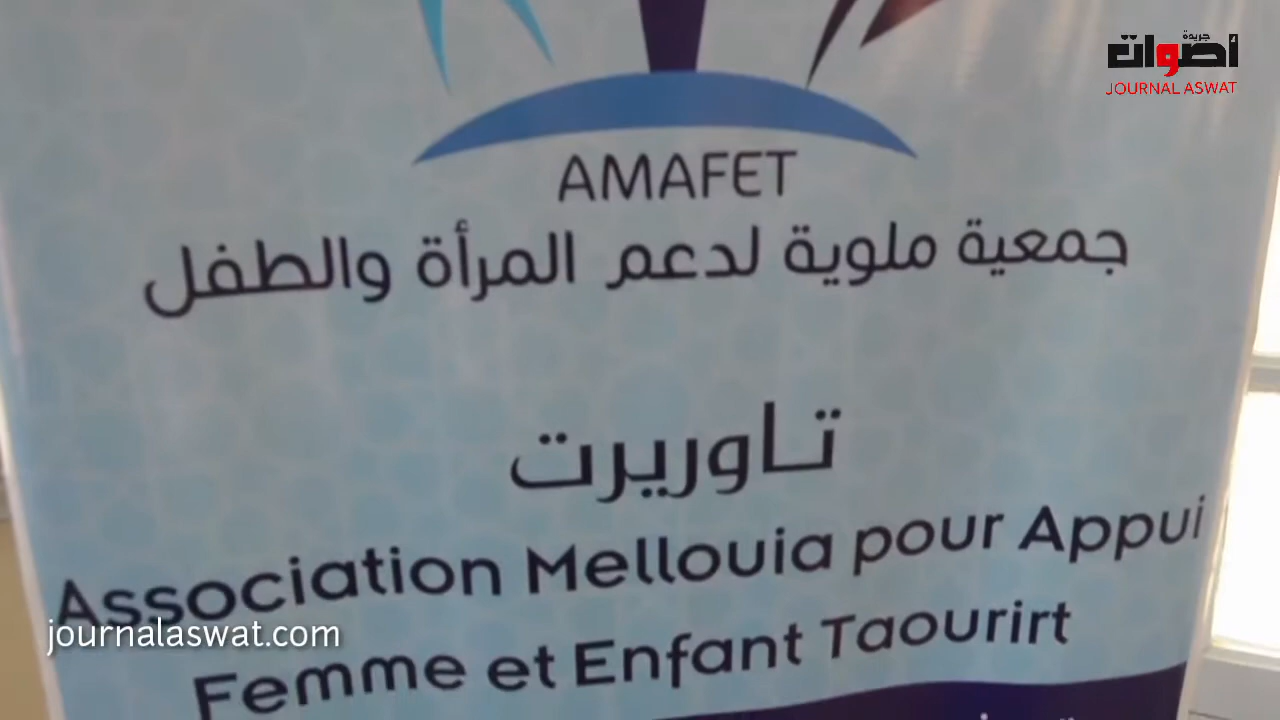 جريدة
أصوات
JOURNAL ASWAT
AMAFET
جمعية ملوية لدعم المرأة والطفل
تاوريرت
Association Mellouia pour Appui
journalaswat.com
Femme et Enfant Taourirt